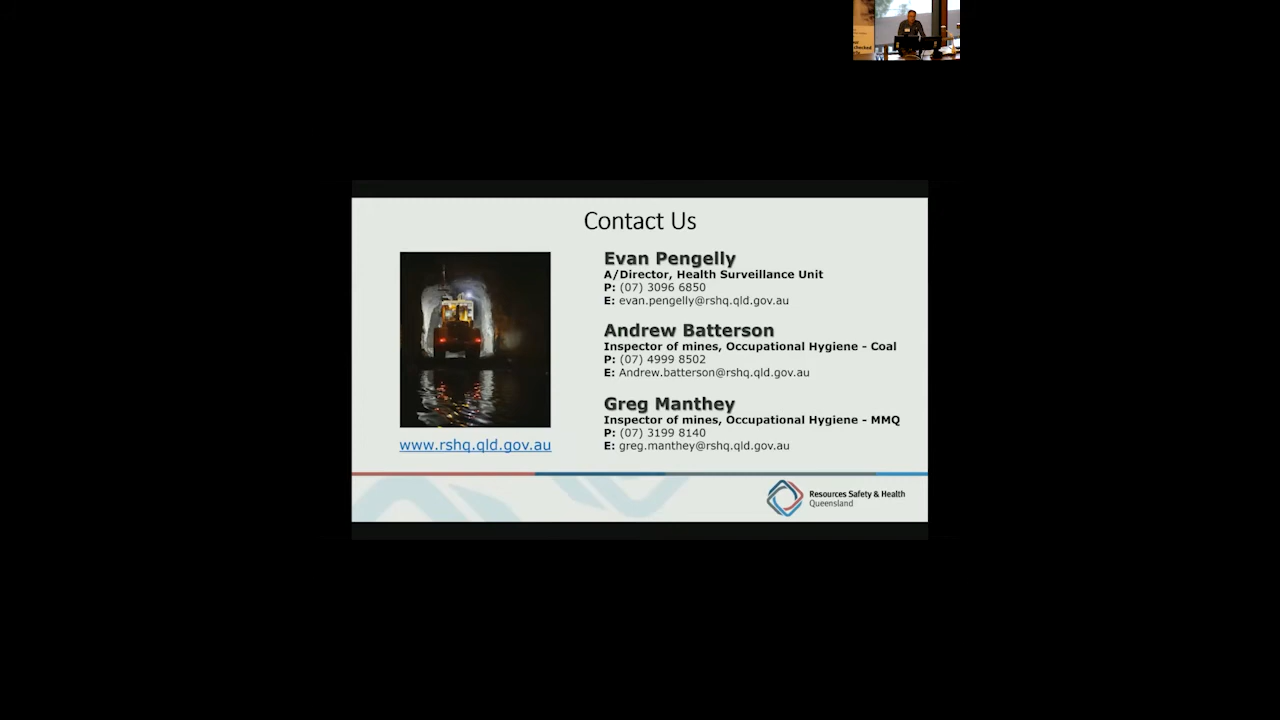 Contact Us
Evan Pengelly
A/Director, Health Surveillance Unit
P: (07) 3096 6850
E: evan.pengelly@rshq.qld.gov.au
Andrew Batterson
Inspector of mines, Occupational Hygiene - Coal
P: (07) 4999 8502
E: Andrew.batterson@rshq.qld.gov.au
Greg Manthey
Inspector of mines, Occupational Hygiene - MMQ
P: (07) 3199 8140
E: greg.manthey@rshq.qld.gov.au
www.rshq.qld.gov.au
Resources Safety & Health
Queensland